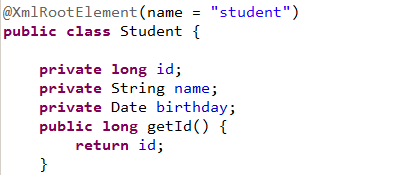 @XmlRootElement(name = "student")
public class Student {
private long id;
private String name;
private Date birthday;
public long getId() {
return id;
}